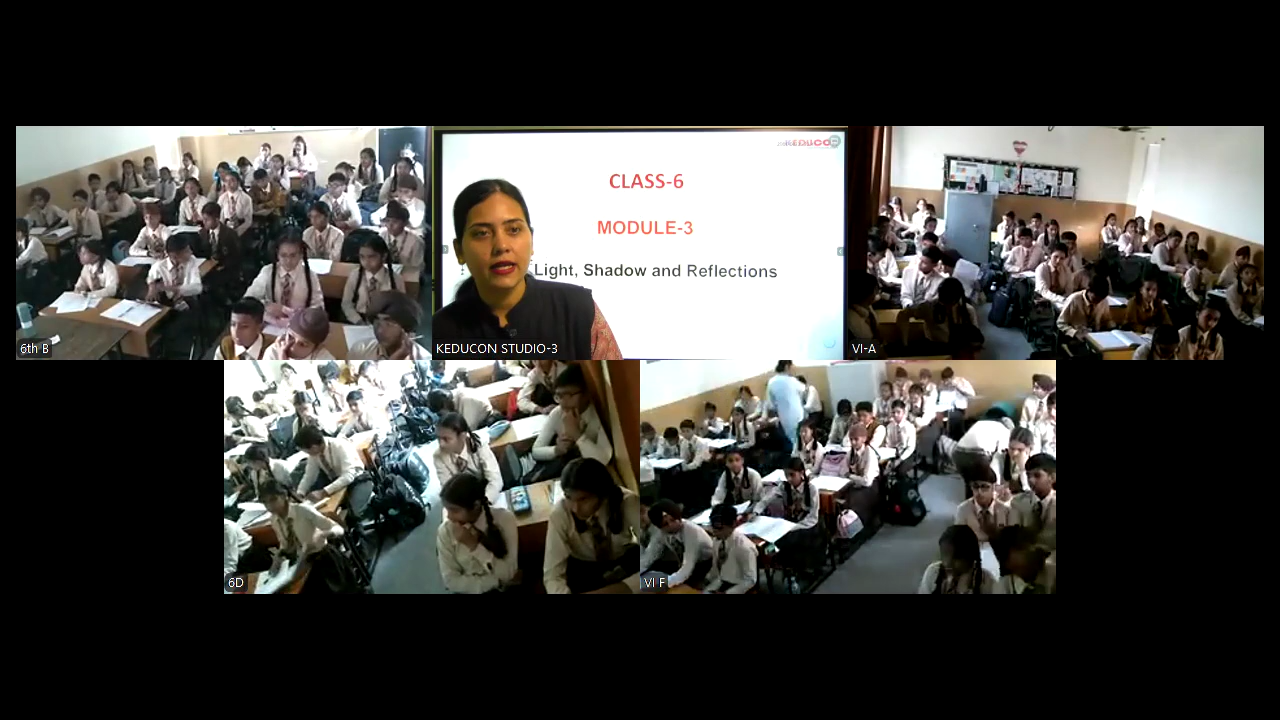 CLASS-6
MODULE-3
Light, Shadow and Reflections
6th B
KEDUCON STUDIO-3
VI-A
6D
VI F